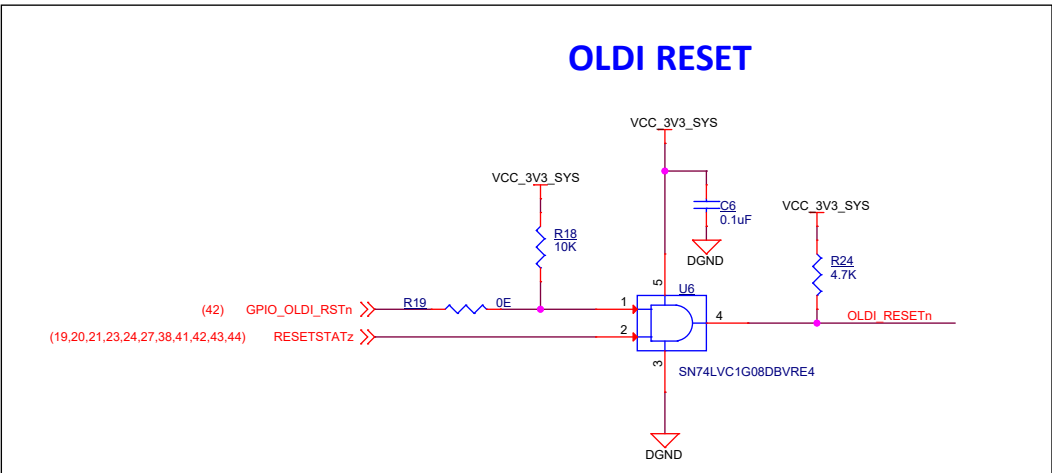 OLDI RESET
VCC_3V3_SYS
VCC_3V3_SYS
C6
0.1uF
VCC_3V3_SYS
R18
10K
DGND
R24
4.7K
5
U6
(42) GPIO_OLDI_RSTn R19 0E 1
4 OLDI_RESETn
(19,20,21,23,24,27,38,41,42,43,44) RESETSTATz 2
3
SN74LVC1G08DBVRE4
DGND